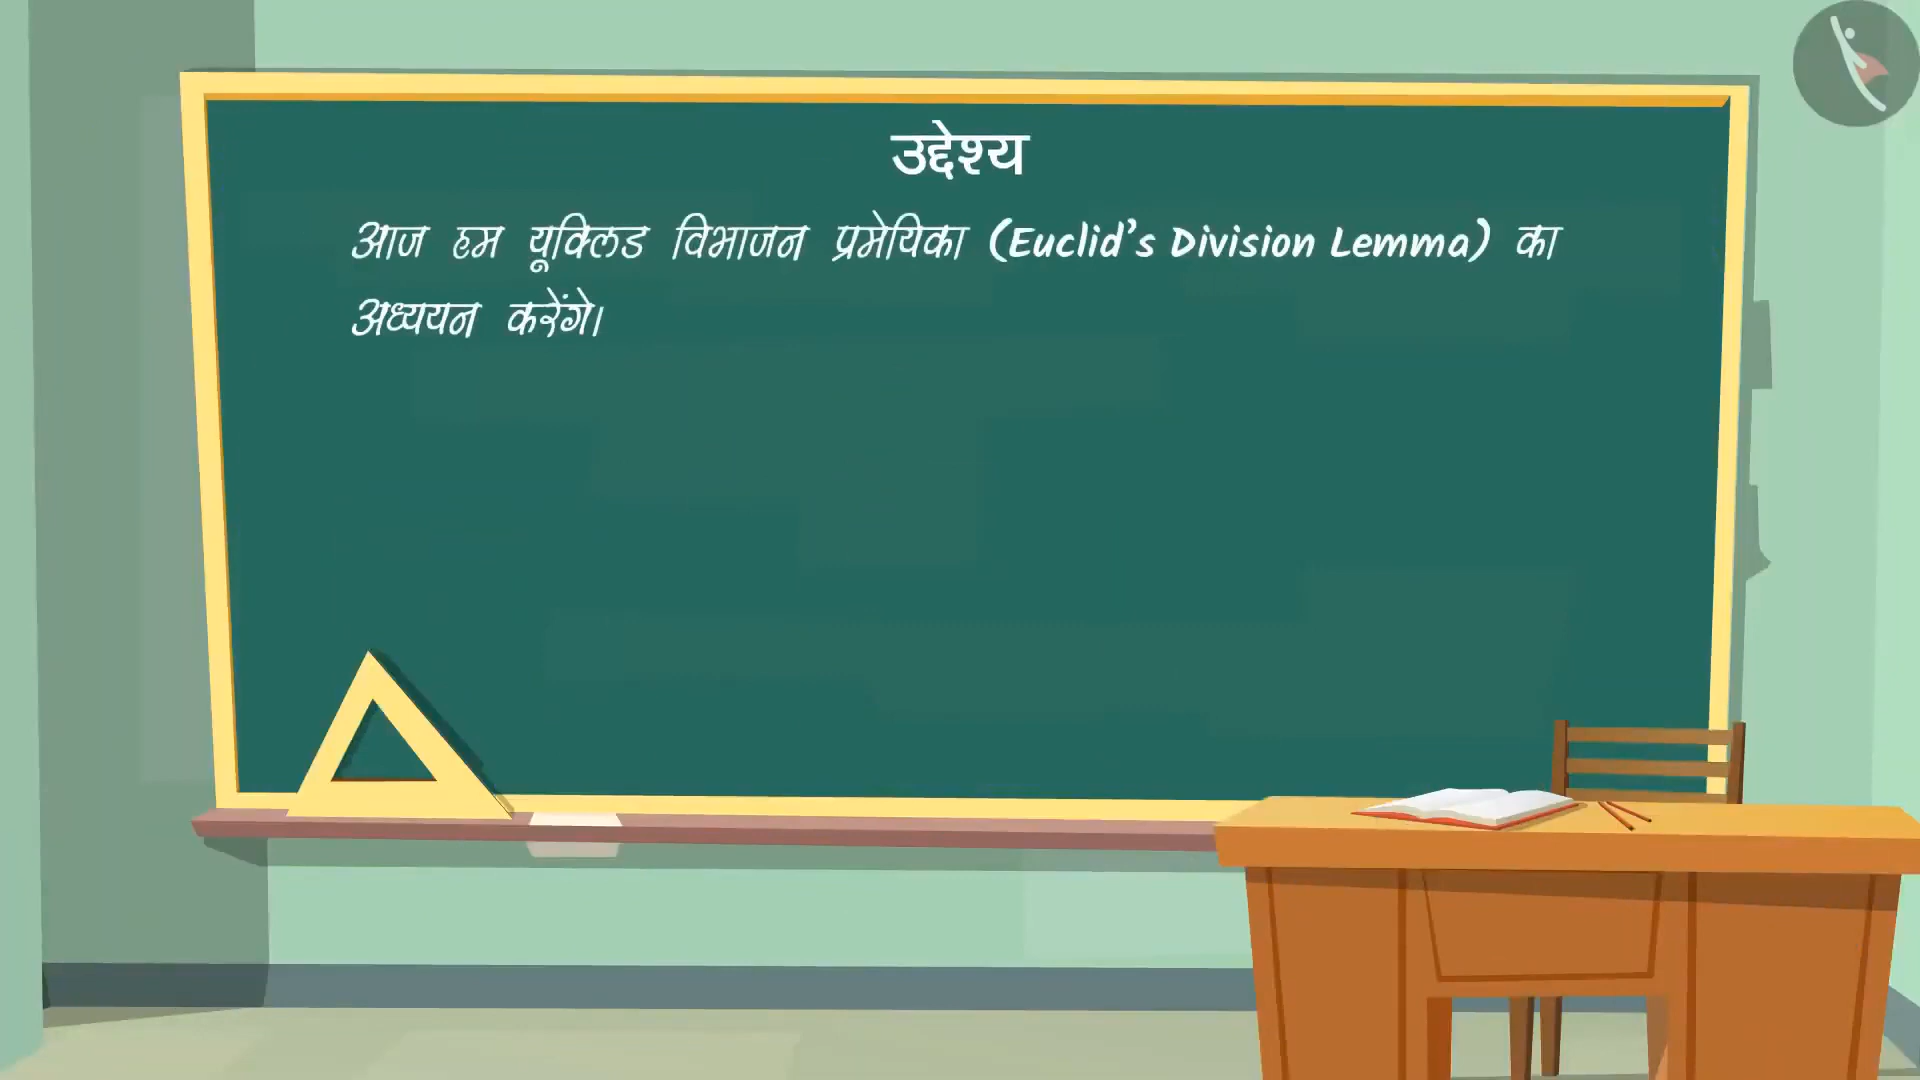 उद्देश्य
आज हम यूक्लिड विभाजन प्रमेयिका (Euclid’s Division Lemma) का
अध्ययन करेंगे।